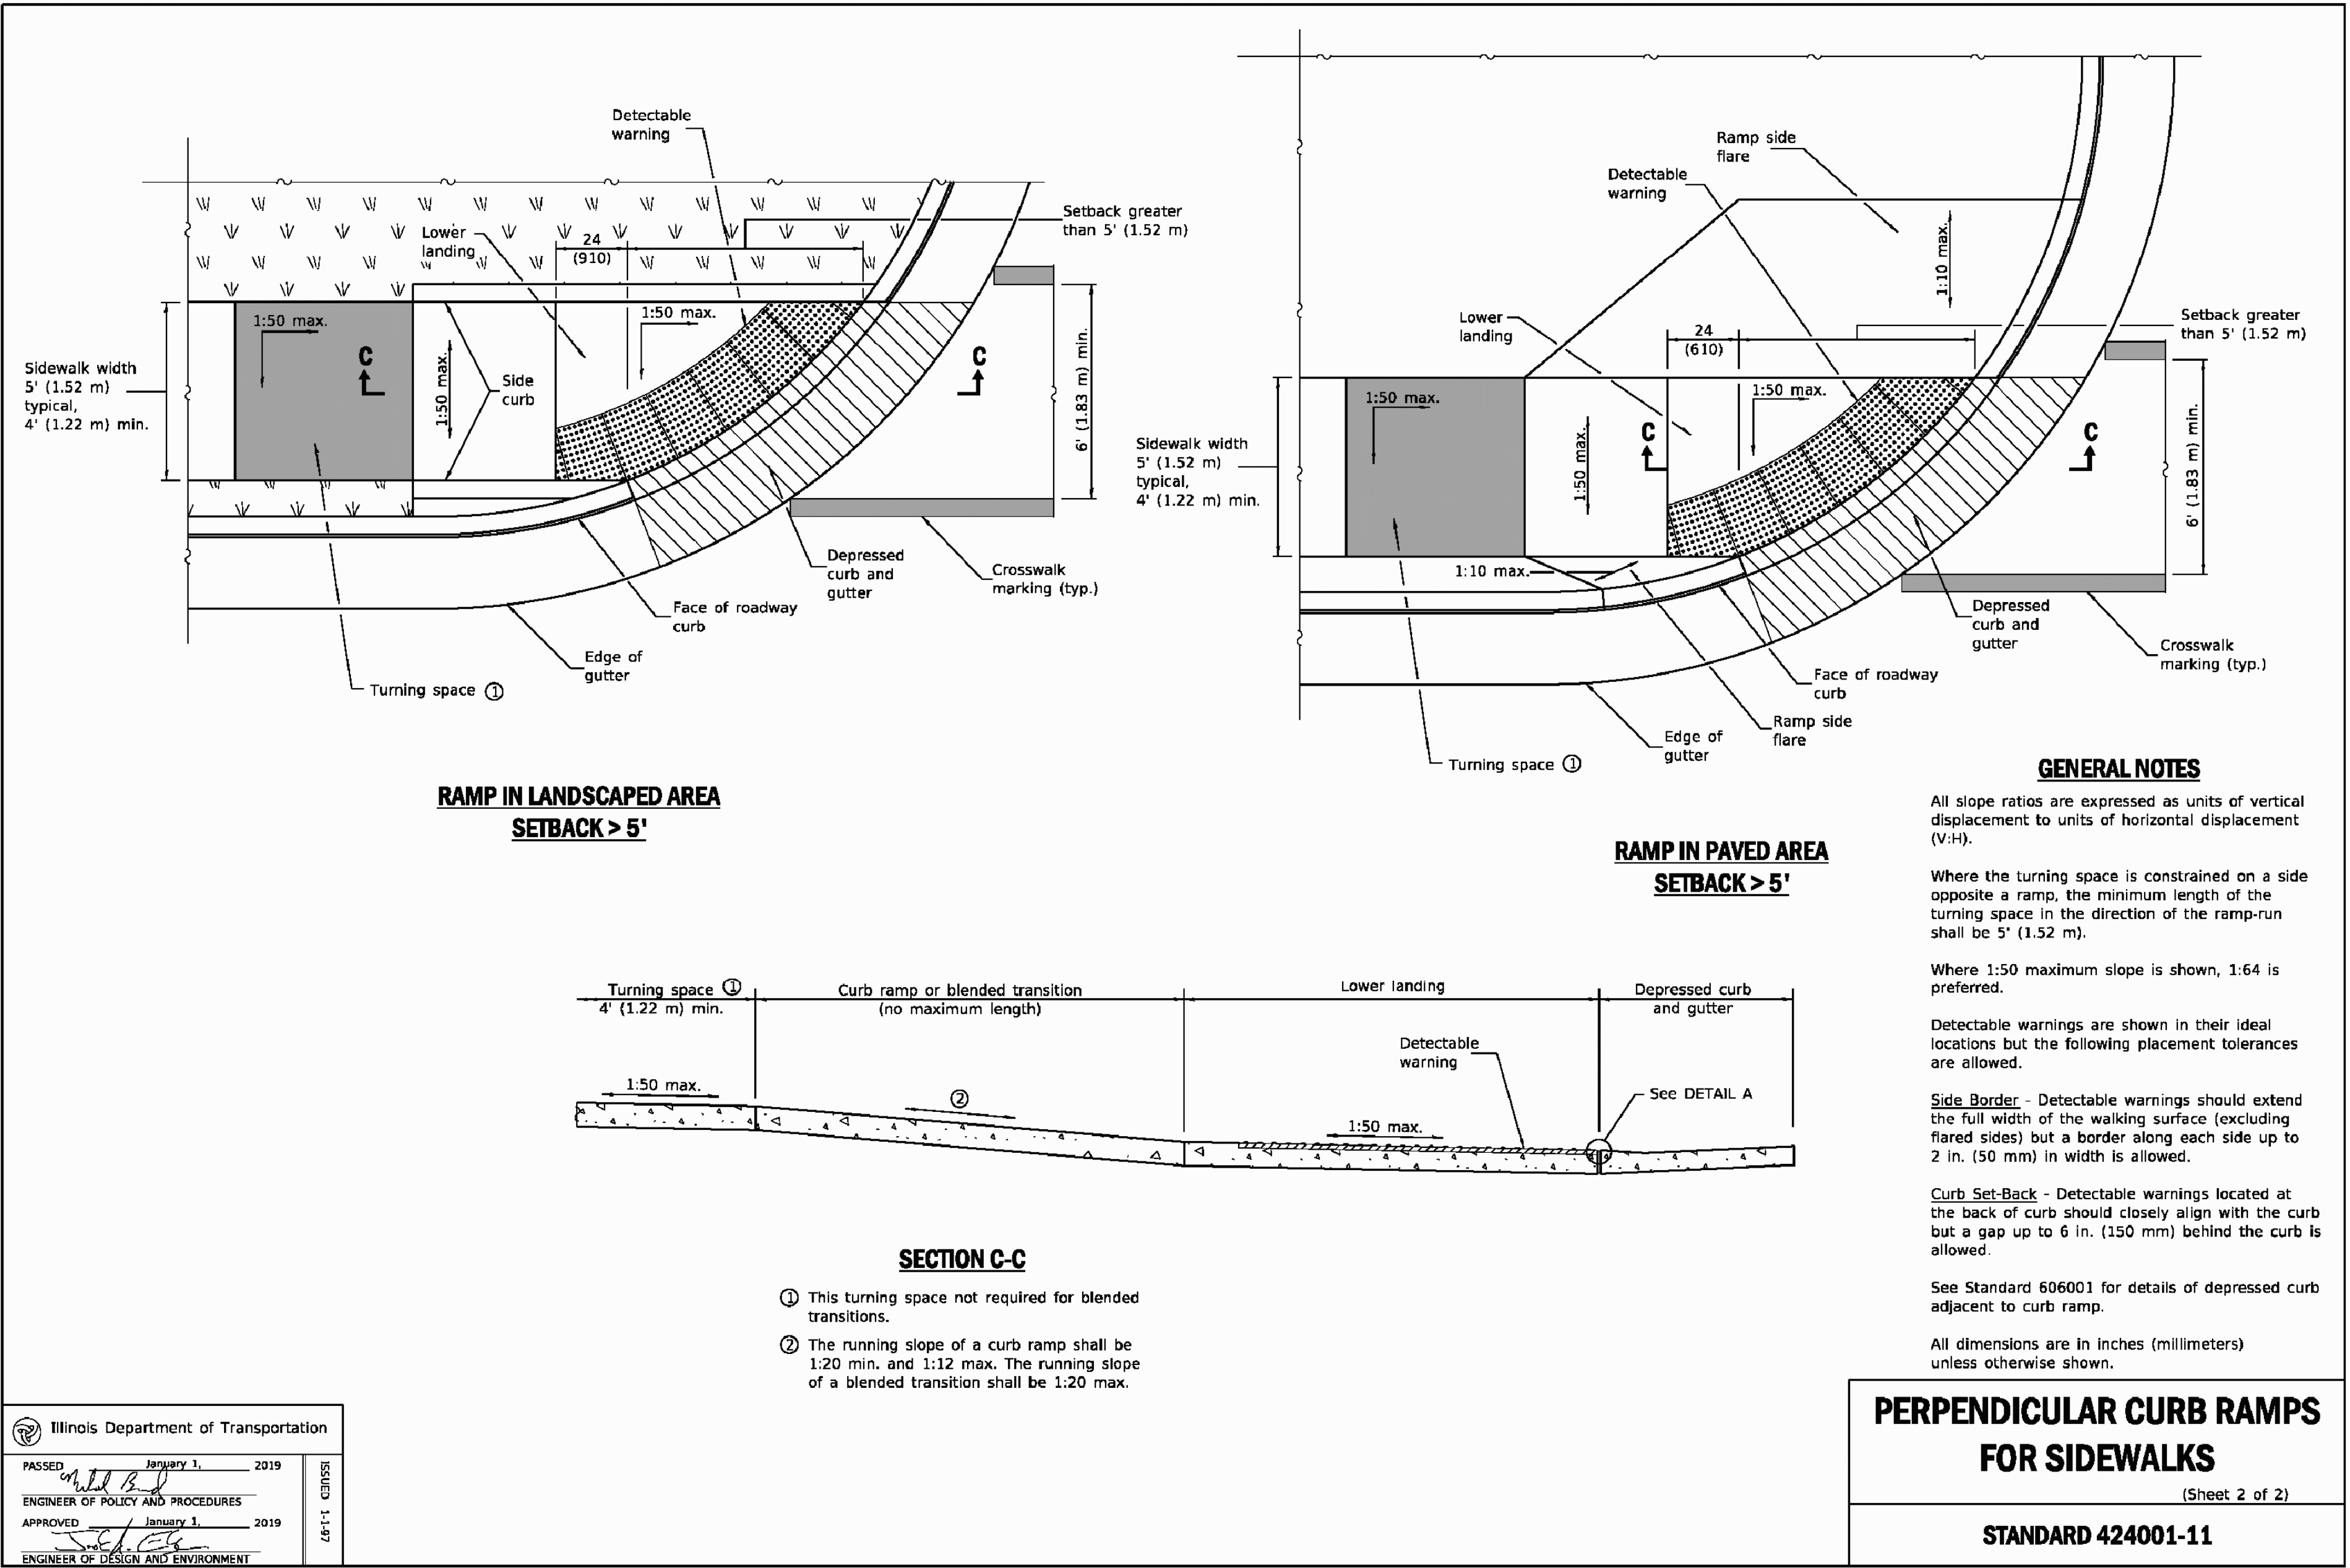 Detectable
warning
Lower
landing
24
(910)
Setback greater
than 5' (1.52 m)
1:50 max.
1:50 max.
C
C
Sidewalk width
5' (1.52 m)
typical,
4' (1.22 m) min.
1:50 max.
Side
curb
6' (1.83 m) min.
Depressed
curb and
gutter
Crosswalk
marking (typ.)
Face of roadway
curb
Edge of
gutter
Turning space ①
RAMP IN LANDSCAPED AREA
SETBACK > 5'
Ramp side
flare
Detectable
warning
1:10 max.
Lower
landing
24
(610)
Setback greater
than 5' (1.52 m)
1:50 max.
1:50 max.
C
C
Sidewalk width
5' (1.52 m)
typical,
4' (1.22 m) min.
1:50 max.
6' (1.83 m) min.
1:10 max.
Depressed
curb and
gutter
Crosswalk
marking (typ.)
Face of roadway
curb
Ramp side
flare
Edge of
gutter
Turning space ①
RAMP IN PAVED AREA
SETBACK > 5'
GENERAL NOTES
All slope ratios are expressed as units of vertical
displacement to units of horizontal displacement
(V:H).
Where the turning space is constrained on a side
opposite a ramp, the minimum length of the
turning space in the direction of the ramp-run
shall be 5' (1.52 m).
Where 1:50 maximum slope is shown, 1:64 is
preferred.
Detectable warnings are shown in their ideal
locations but the following placement tolerances
are allowed.
Side Border - Detectable warnings should extend
the full width of the walking surface (excluding
flared sides) but a border along each side up to
2 in. (50 mm) in width is allowed.
Curb Set-Back - Detectable warnings located at
the back of curb should closely align with the curb
but a gap up to 6 in. (150 mm) behind the curb is
allowed.
See Standard 606001 for details of depressed curb
adjacent to curb ramp.
All dimensions are in inches (millimeters)
unless otherwise shown.
Turning space ①
4' (1.22 m) min.
Curb ramp or blended transition
(no maximum length)
Lower landing
Depressed curb
and gutter
Detectable
warning
1:50 max.
②
See DETAIL A
1:50 max.
SECTION C-C
① This turning space not required for blended
transitions.
② The running slope of a curb ramp shall be
1:20 min. and 1:12 max. The running slope
of a blended transition shall be 1:20 max.
Illinois Department of Transportation
PASSED January 1, 2019
ENGINEER OF POLICY AND PROCEDURES
APPROVED January 1, 2019
ENGINEER OF DESIGN AND ENVIRONMENT
ISSUED 1-1-97
PERPENDICULAR CURB RAMPS
FOR SIDEWALKS
(Sheet 2 of 2)
STANDARD 424001-11